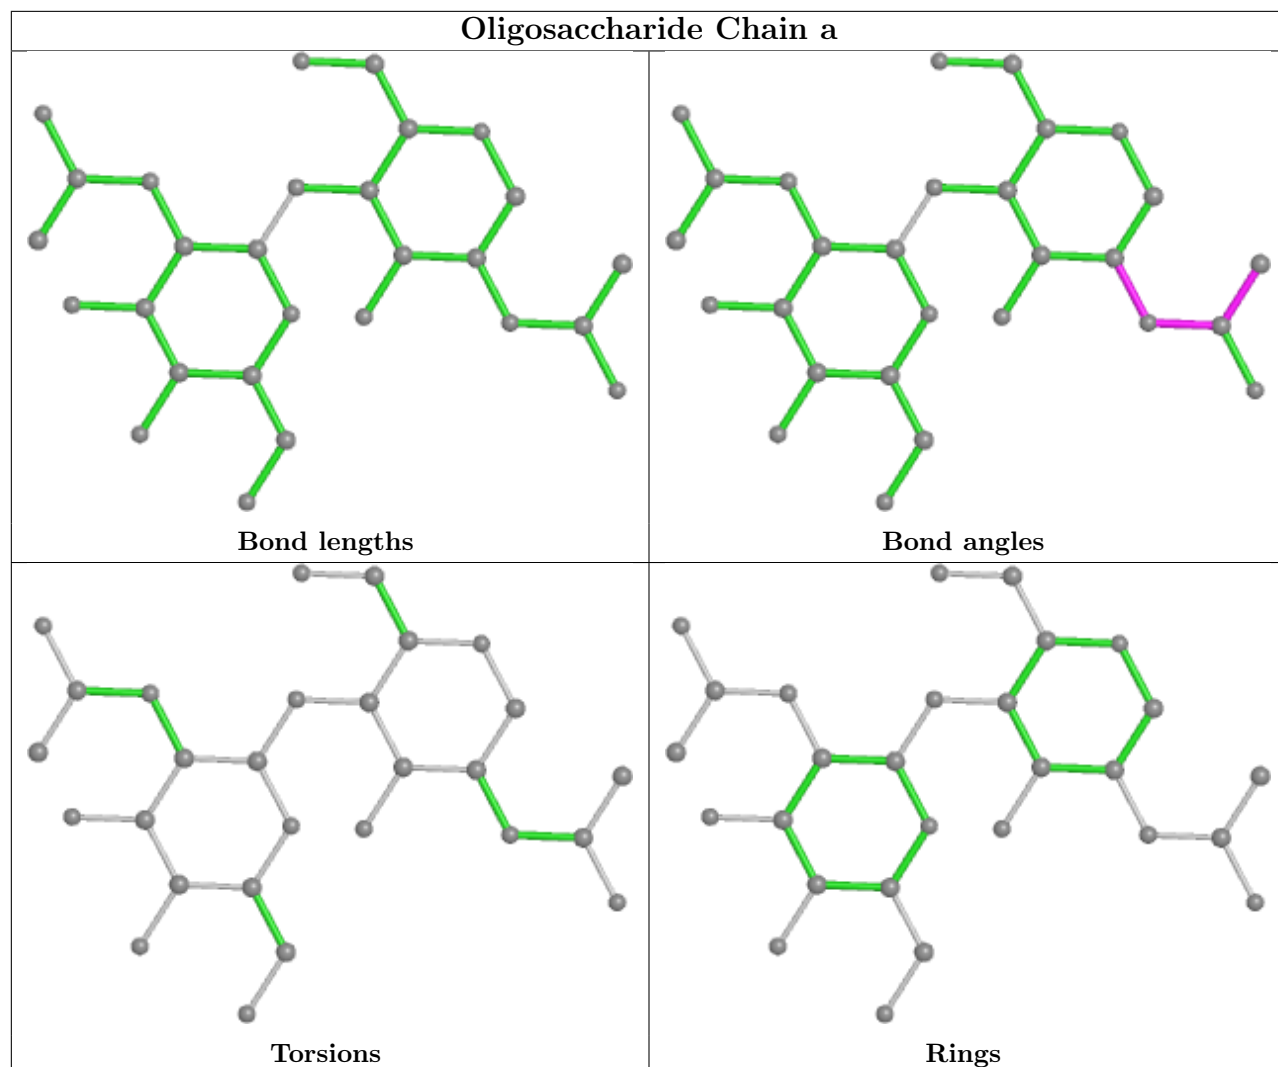 Oligosaccharide Chain a
Bond lengths
Bond angles
Torsions
Rings